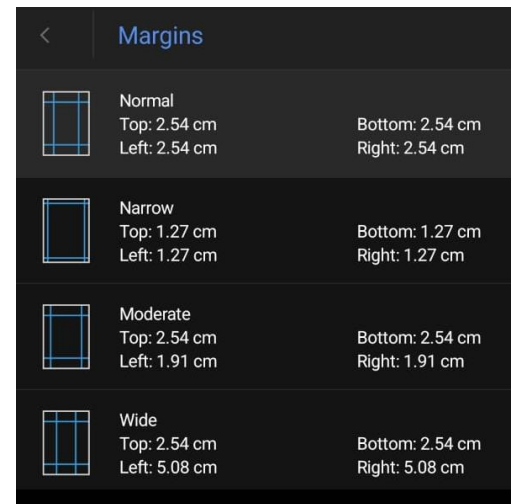 Margins
Normal
Top: 2.54 cm Bottom: 2.54 cm
Left: 2.54 cm Right: 2.54 cm
Narrow
Top: 1.27 cm Bottom: 1.27 cm
Left: 1.27 cm Right: 1.27 cm
Moderate
Top: 2.54 cm Bottom: 2.54 cm
Left: 1.91 cm Right: 1.91 cm
Wide
Top: 2.54 cm Bottom: 2.54 cm
Left: 5.08 cm Right: 5.08 cm